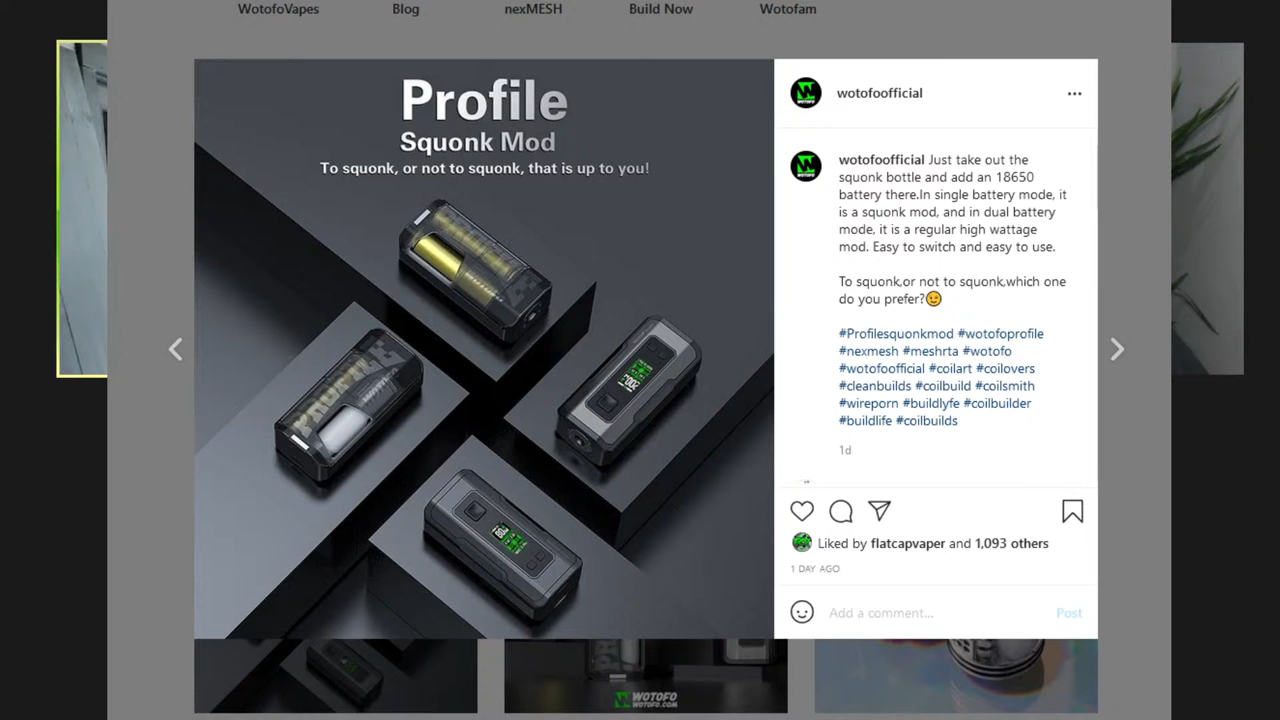 WotofoVapes Blog nexMESH Build Now Wotofam
Profile
Squonk Mod
To squonk, or not to squonk, that is up to you!
wotofoofficial
wotofoofficial Just take out the
squonk bottle and add an 18650
battery there.In single battery mode, it
is a squonk mod, and in dual battery
mode, it is a regular high wattage
mod. Easy to switch and easy to use.
To squonk,or not to squonk,which one
do you prefer?😉
#Profilesquonkmod #wotofoprofile
#nexmesh #meshrta #wotofo
#wotofoofficial #coilart #coilovers
#cleanbuilds #coilbuild #coilsmith
#wireporn #buildlyfe #coilbuilder
#buildlife #coilbuilds
1d
Liked by flatcapvaper and 1,093 others
1 DAY AGO
Add a comment... Post
WOTOFO
WOTOFO.COM